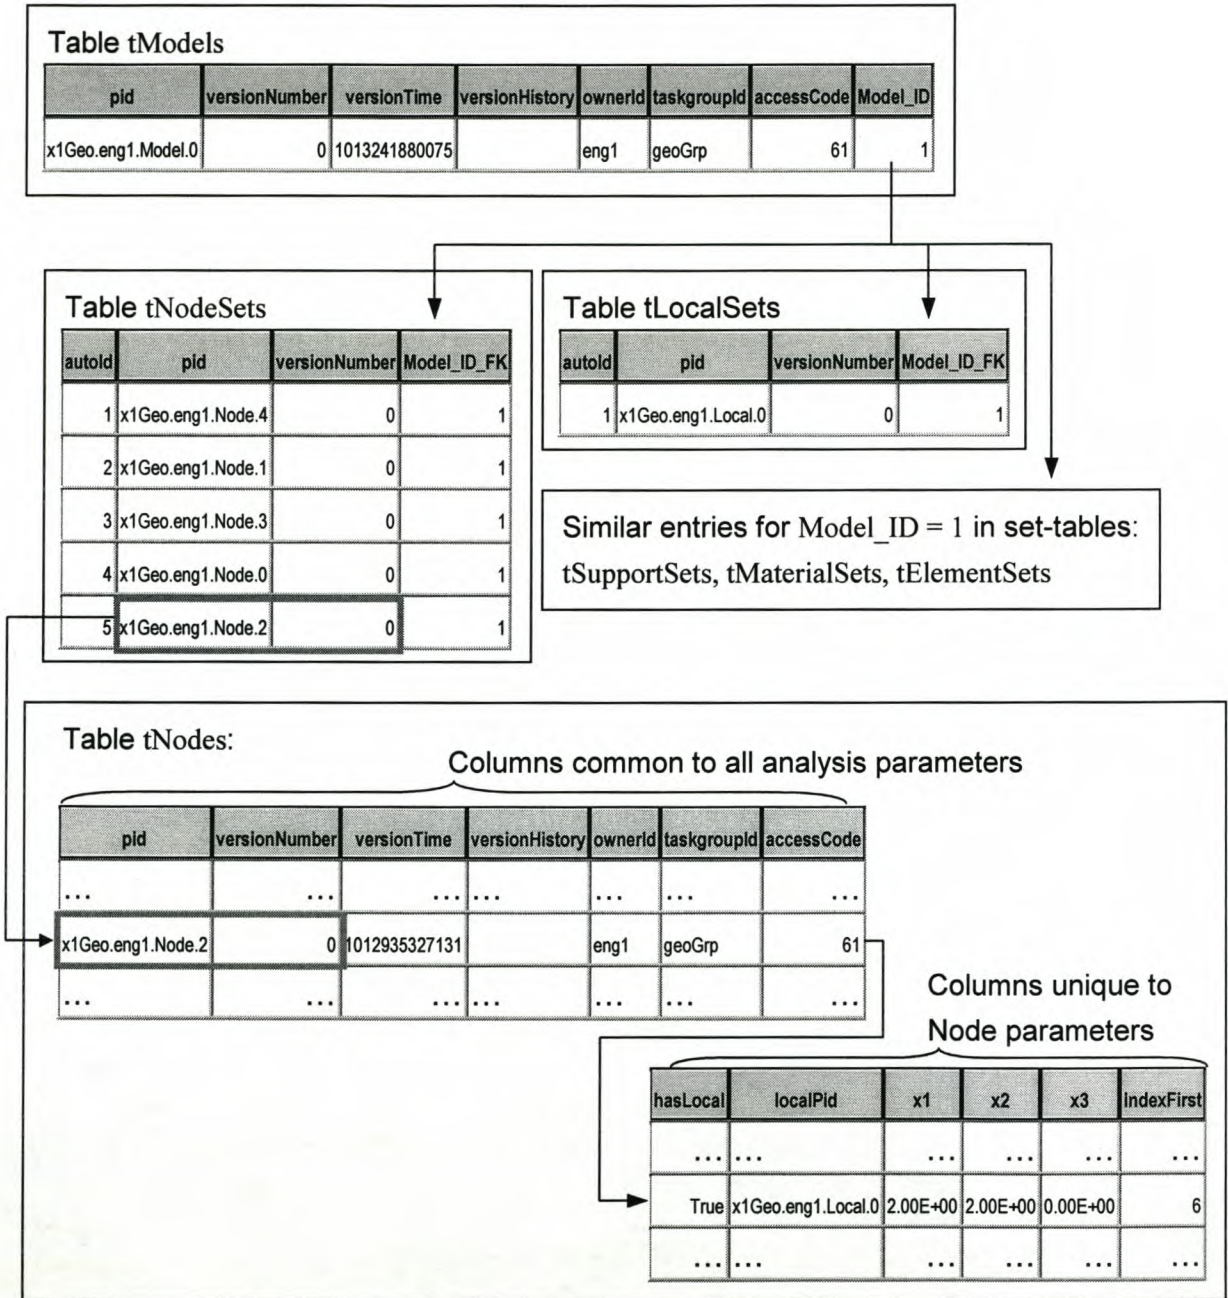 Table tModels
pid versionNumber versionTime versionHistory ownerId taskgroupId accessCode Model_ID
x1Geo.eng1.Model.0 0 1013241880075 eng1 geoGrp 61 1
Table tNodeSets
autoId pid versionNumber Model_ID_FK
1 x1Geo.eng1.Node.4 0 1
2 x1Geo.eng1.Node.1 0 1
3 x1Geo.eng1.Node.3 0 1
4 x1Geo.eng1.Node.0 0 1
5 x1Geo.eng1.Node.2 0 1
Table tLocalSets
autoId pid versionNumber Model_ID_FK
1 x1Geo.eng1.Local.0 0 1
Similar entries for Model_ID = 1 in set-tables:
tSupportSets, tMaterialSets, tElementSets
Table tNodes:
Columns common to all analysis parameters
pid versionNumber versionTime versionHistory ownerId taskgroupId accessCode
... ... ... ... ... ... ...
x1Geo.eng1.Node.2 0 1012935327131 eng1 geoGrp 61
... ... ... ... ... ... ...
Columns unique to
Node parameters
hasLocal localPid x1 x2 x3 indexFirst
... ... ... ... ... ...
True x1Geo.eng1.Local.0 2.00E+00 2.00E+00 0.00E+00 6
... ... ... ... ... ...